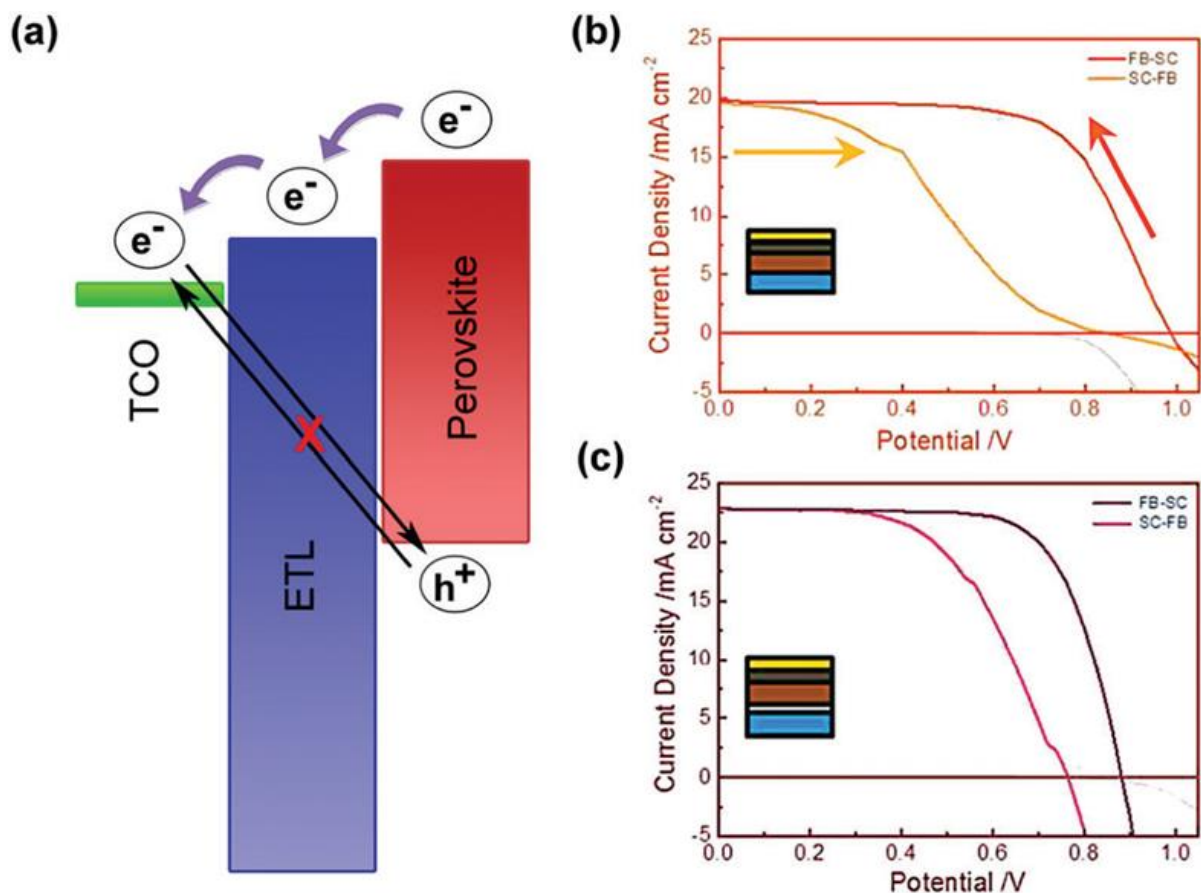 (a)
e⁻
e⁻
e⁻
TCO
ETL
Perovskite
X
h⁺
(b)
FB-SC
SC-FB
Current Density /mA cm⁻²
25
20
15
10
5
0
-5
0.0 0.2 0.4 0.6 0.8 1.0
Potential /V
(c)
FB-SC
SC-FB
Current Density /mA cm⁻²
25
20
15
10
5
0
-5
0.0 0.2 0.4 0.6 0.8 1.0
Potential /V